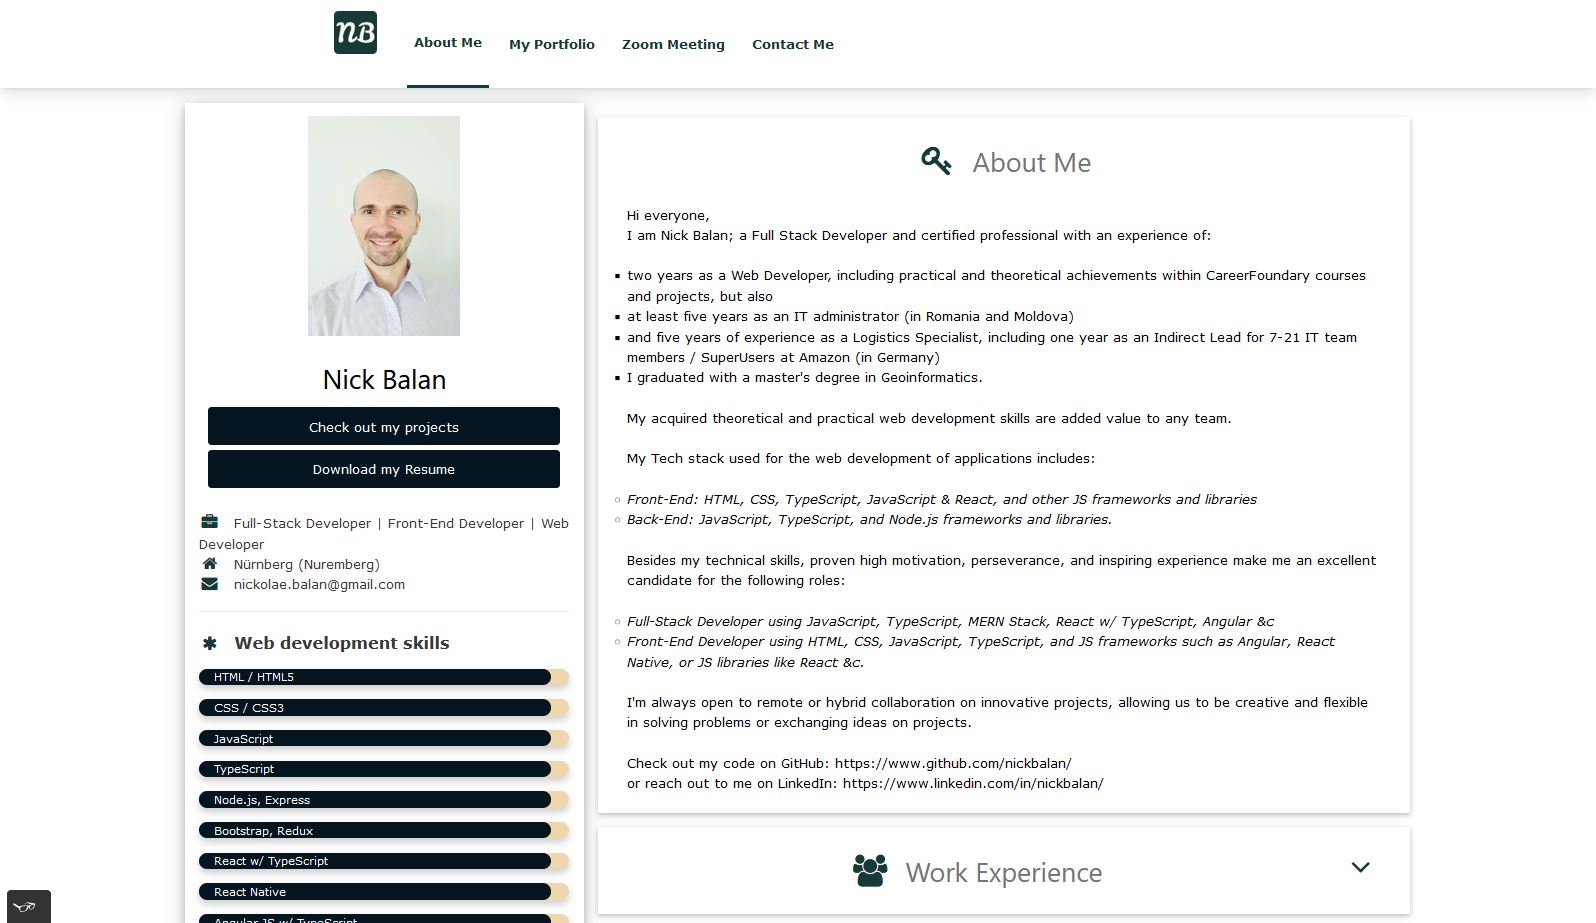 NB
About Me
My Portfolio
Zoom Meeting
Contact Me
Nick Balan
Check out my projects
Download my Resume
Full-Stack Developer | Front-End Developer | Web
Developer
Nürnberg (Nuremberg)
nickolae.balan@gmail.com
Web development skills
HTML / HTML5
CSS / CSS3
JavaScript
TypeScript
Node.js, Express
Bootstrap, Redux
React w/ TypeScript
React Native
Angular JS w/ TypeScript
About Me
Hi everyone,
I am Nick Balan; a Full Stack Developer and certified professional with an experience of:
▪ two years as a Web Developer, including practical and theoretical achievements within CareerFoundary courses
and projects, but also
▪ at least five years as an IT administrator (in Romania and Moldova)
▪ and five years of experience as a Logistics Specialist, including one year as an Indirect Lead for 7-21 IT team
members / SuperUsers at Amazon (in Germany)
▪ I graduated with a master's degree in Geoinformatics.
My acquired theoretical and practical web development skills are added value to any team.
My Tech stack used for the web development of applications includes:
◦ Front-End: HTML, CSS, TypeScript, JavaScript & React, and other JS frameworks and libraries
◦ Back-End: JavaScript, TypeScript, and Node.js frameworks and libraries.
Besides my technical skills, proven high motivation, perseverance, and inspiring experience make me an excellent
candidate for the following roles:
◦ Full-Stack Developer using JavaScript, TypeScript, MERN Stack, React w/ TypeScript, Angular &c
◦ Front-End Developer using HTML, CSS, JavaScript, TypeScript, and JS frameworks such as Angular, React
Native, or JS libraries like React &c.
I'm always open to remote or hybrid collaboration on innovative projects, allowing us to be creative and flexible
in solving problems or exchanging ideas on projects.
Check out my code on GitHub: https://www.github.com/nickbalan/
or reach out to me on LinkedIn: https://www.linkedin.com/in/nickbalan/
Work Experience